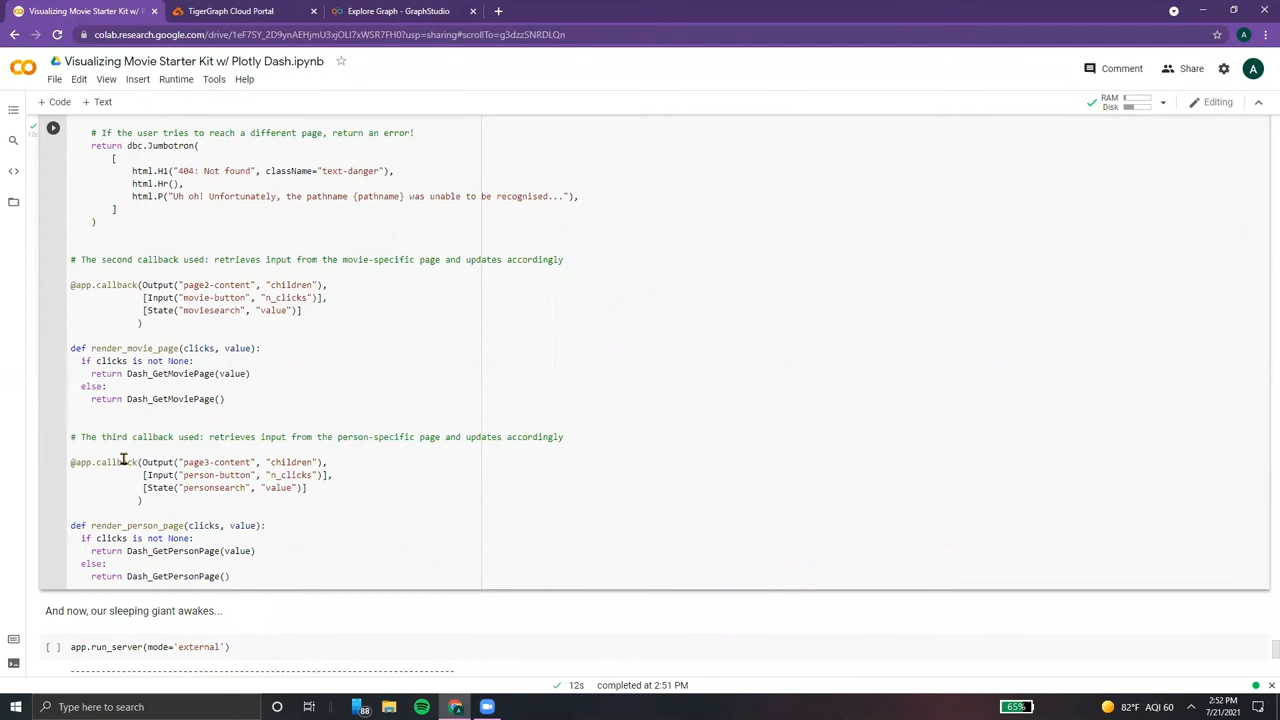 Visualizing Movie Starter Kit w/ P
TigerGraph Cloud Portal
Explore Graph - GraphStudio
colab.research.google.com/drive/1eF7SY_2D9ynAEHjmU3xjOLI7xWSR7FH0?usp=sharing#scrollTo=g3dzzSNRDLQn
A
Visualizing Movie Starter Kit w/ Plotly Dash.ipynb
File Edit View Insert Runtime Tools Help
Comment Share A
+ Code + Text
RAM
Disk
Editing
12s
# If the user tries to reach a different page, return an error!
return dbc.Jumbotron(
[
html.H1("404: Not found", className="text-danger"),
html.Hr(),
html.P("Uh oh! Unfortunately, the pathname {pathname} was unable to be recognised..."),
]
)
# The second callback used: retrieves input from the movie-specific page and updates accordingly
@app.callback(Output("page2-content", "children"),
[Input("movie-button", "n_clicks")],
[State("moviesearch", "value")]
)
def render_movie_page(clicks, value):
if clicks is not None:
return Dash_GetMoviePage(value)
else:
return Dash_GetMoviePage()
# The third callback used: retrieves input from the person-specific page and updates accordingly
@app.callback(Output("page3-content", "children"),
[Input("person-button", "n_clicks")],
[State("personsearch", "value")]
)
def render_person_page(clicks, value):
if clicks is not None:
return Dash_GetPersonPage(value)
else:
return Dash_GetPersonPage()
And now, our sleeping giant awakes...
[ ] app.run_server(mode='external')
--------------------------------------------------------------------------
12s completed at 2:51 PM
Type here to search
88
65%
82°F AQI 60
2:52 PM
7/21/2021